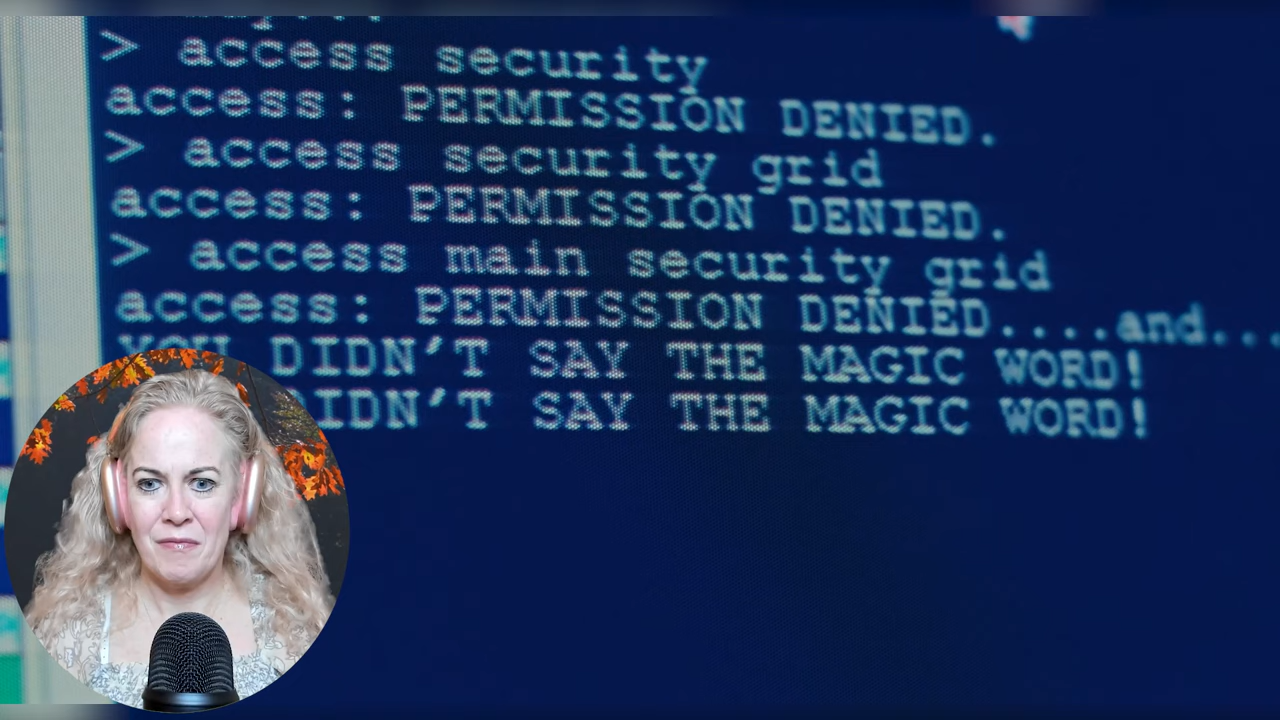 > access security
access: PERMISSION DENIED.
> access security grid
access: PERMISSION DENIED.
> access main security grid
access: PERMISSION DENIED....and...
YOU DIDN'T SAY THE MAGIC WORD!
DIDN'T SAY THE MAGIC WORD!